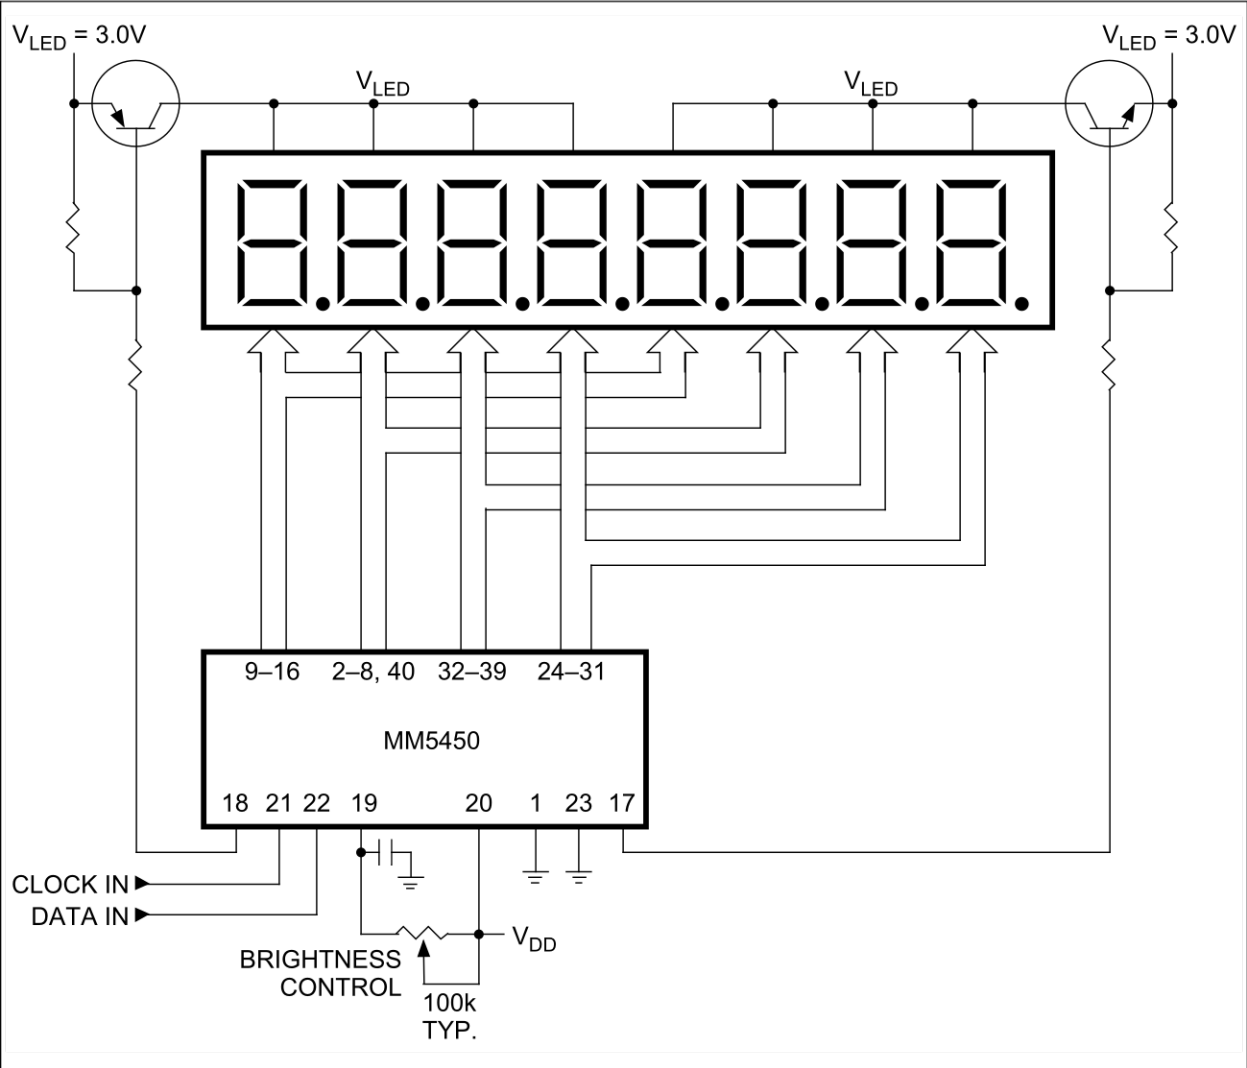 VLED = 3.0V VLED = 3.0V
VLED VLED
9–16 2–8, 40 32–39 24–31
MM5450
18 21 22 19 20 1 23 17
CLOCK IN
DATA IN
VDD
BRIGHTNESS
CONTROL
100k
TYP.